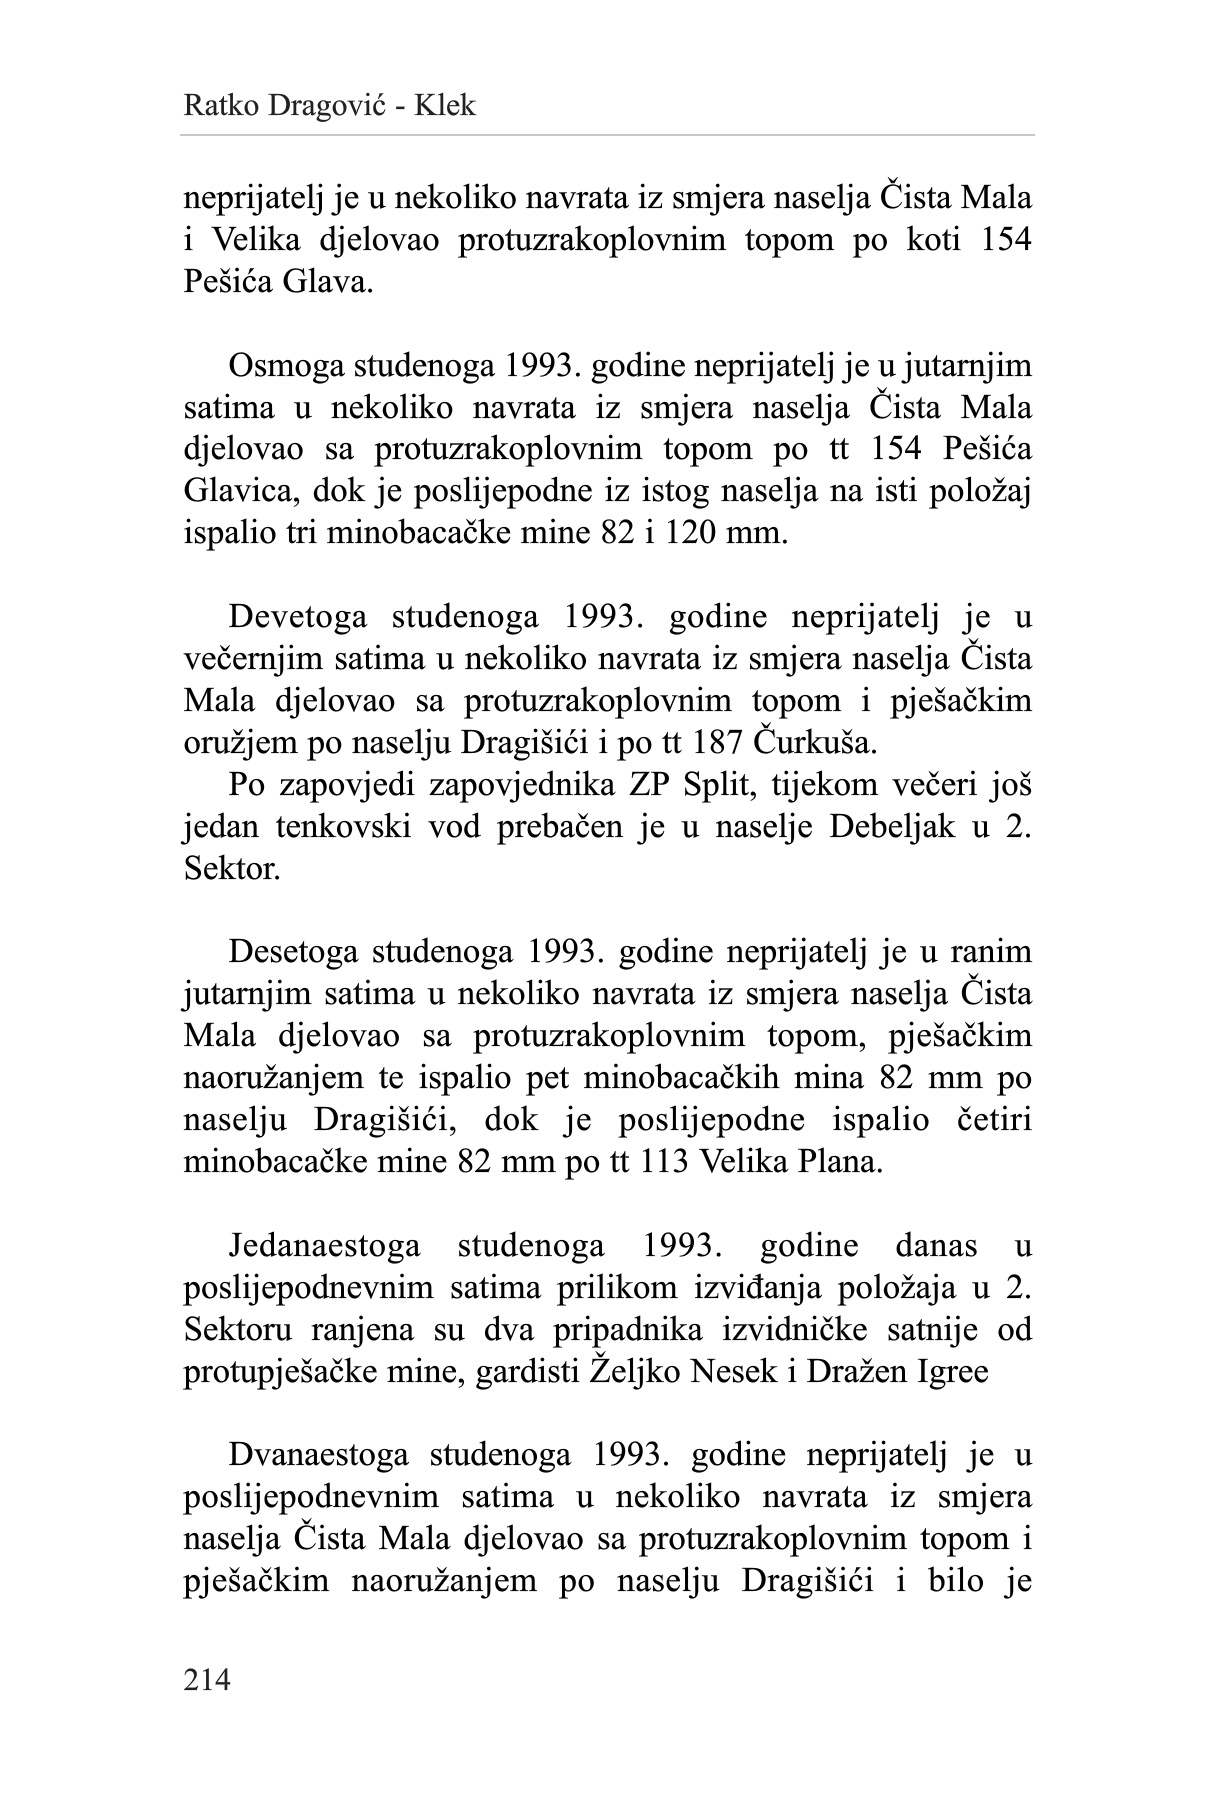 Ratko Dragović - Klek
neprijatelj je u nekoliko navrata iz smjera naselja Čista Mala
i Velika djelovao protuzrakoplovnim topom po koti 154
Pešića Glava.
Osmoga studenoga 1993. godine neprijatelj je u jutarnjim
satima u nekoliko navrata iz smjera naselja Čista Mala
djelovao sa protuzrakoplovnim topom po tt 154 Pešića
Glavica, dok je poslijepodne iz istog naselja na isti položaj
ispalio tri minobacačke mine 82 i 120 mm.
Devetoga studenoga 1993. godine neprijatelj je u
večernjim satima u nekoliko navrata iz smjera naselja Čista
Mala djelovao sa protuzrakoplovnim topom i pješačkim
oružjem po naselju Dragišići i po tt 187 Čurkuša.
Po zapovjedi zapovjednika ZP Split, tijekom večeri još
jedan tenkovski vod prebačen je u naselje Debeljak u 2.
Sektor.
Desetoga studenoga 1993. godine neprijatelj je u ranim
jutarnjim satima u nekoliko navrata iz smjera naselja Čista
Mala djelovao sa protuzrakoplovnim topom, pješačkim
naoružanjem te ispalio pet minobacačkih mina 82 mm po
naselju Dragišići, dok je poslijepodne ispalio četiri
minobacačke mine 82 mm po tt 113 Velika Plana.
Jedanaestoga studenoga 1993. godine danas u
poslijepodnevnim satima prilikom izviđanja položaja u 2.
Sektoru ranjena su dva pripadnika izvidničke satnije od
protupješačke mine, gardisti Željko Nesek i Dražen Igree
Dvanaestoga studenoga 1993. godine neprijatelj je u
poslijepodnevnim satima u nekoliko navrata iz smjera
naselja Čista Mala djelovao sa protuzrakoplovnim topom i
pješačkim naoružanjem po naselju Dragišići i bilo je
214